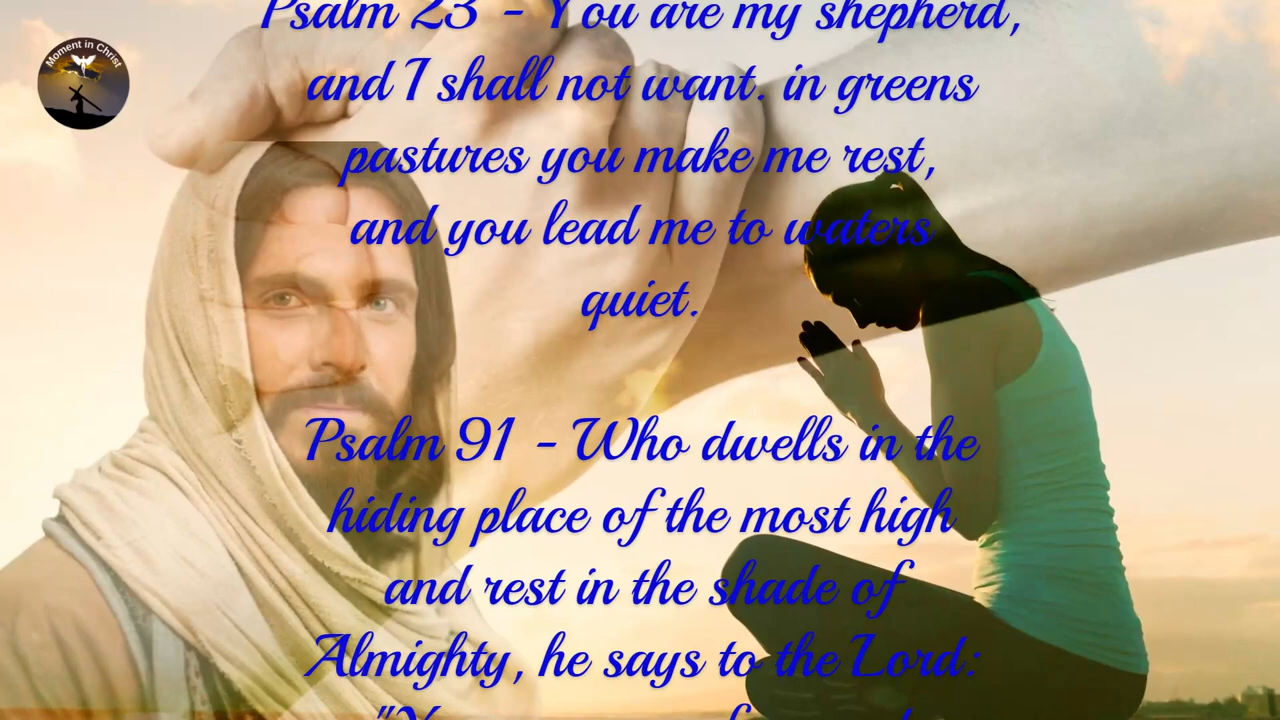 Moment in Christ
Psalm 23 - You are my shepherd,
and I shall not want. in greens
pastures you make me rest,
and you lead me to waters
quiet.
Psalm 91 - Who dwells in the
hiding place of the most high
and rest in the shade of
Almighty, he says to the Lord: